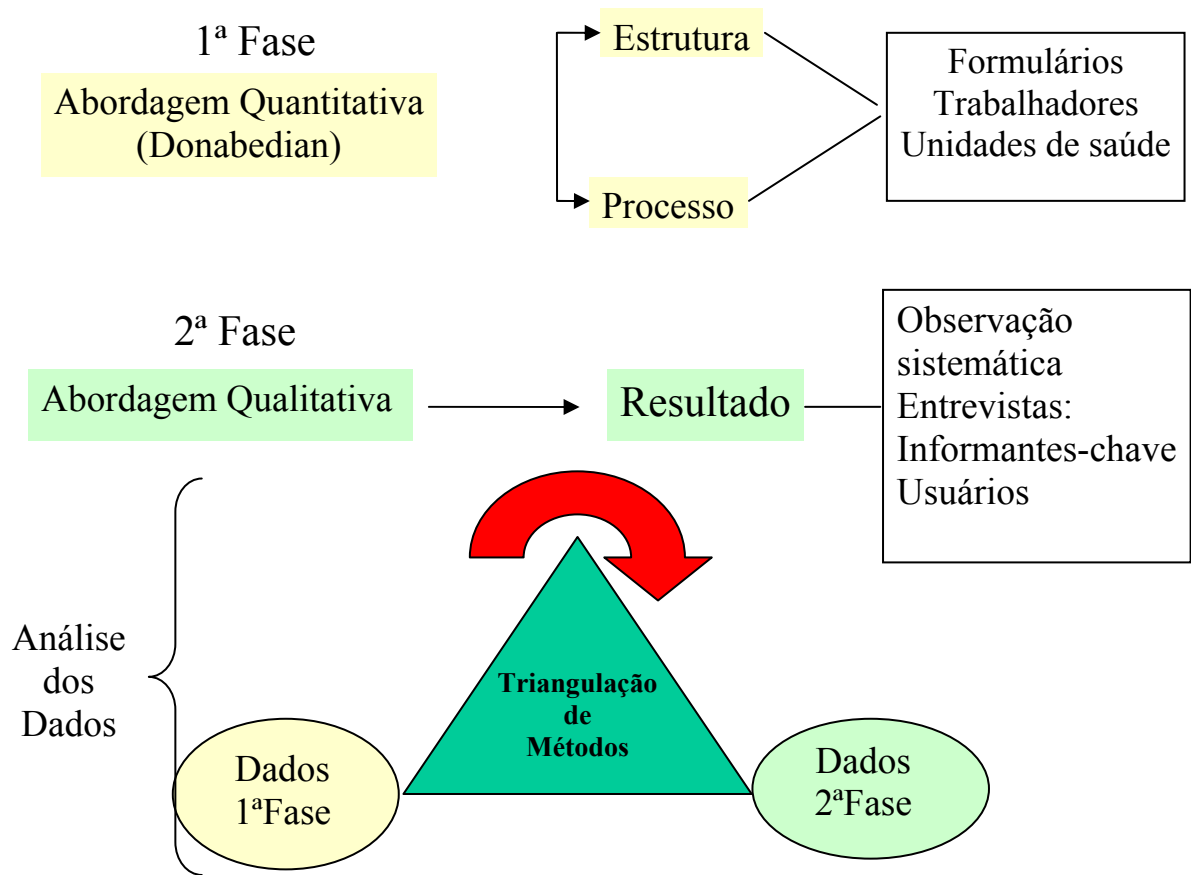 1ª Fase
Abordagem Quantitativa
(Donabedian)
Estrutura
Processo
Formulários
Trabalhadores
Unidades de saúde
2ª Fase
Abordagem Qualitativa
Resultado
Observação
sistemática
Entrevistas:
Informantes-chave
Usuários
Análise
dos
Dados
Triangulação
de
Métodos
Dados
1ªFase
Dados
2ªFase